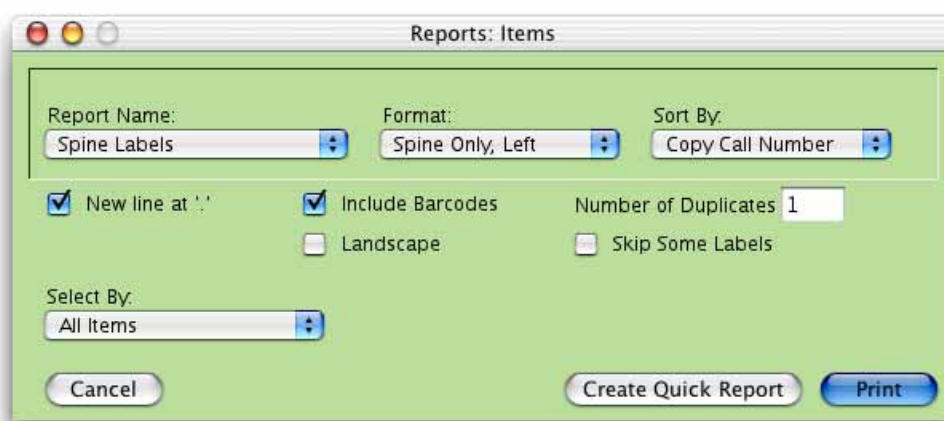 Reports: Items
Report Name: Format: Sort By:
Spine Labels Spine Only, Left Copy Call Number
New line at '.' Include Barcodes Number of Duplicates 1
Landscape Skip Some Labels
Select By:
All Items
Cancel Create Quick Report Print